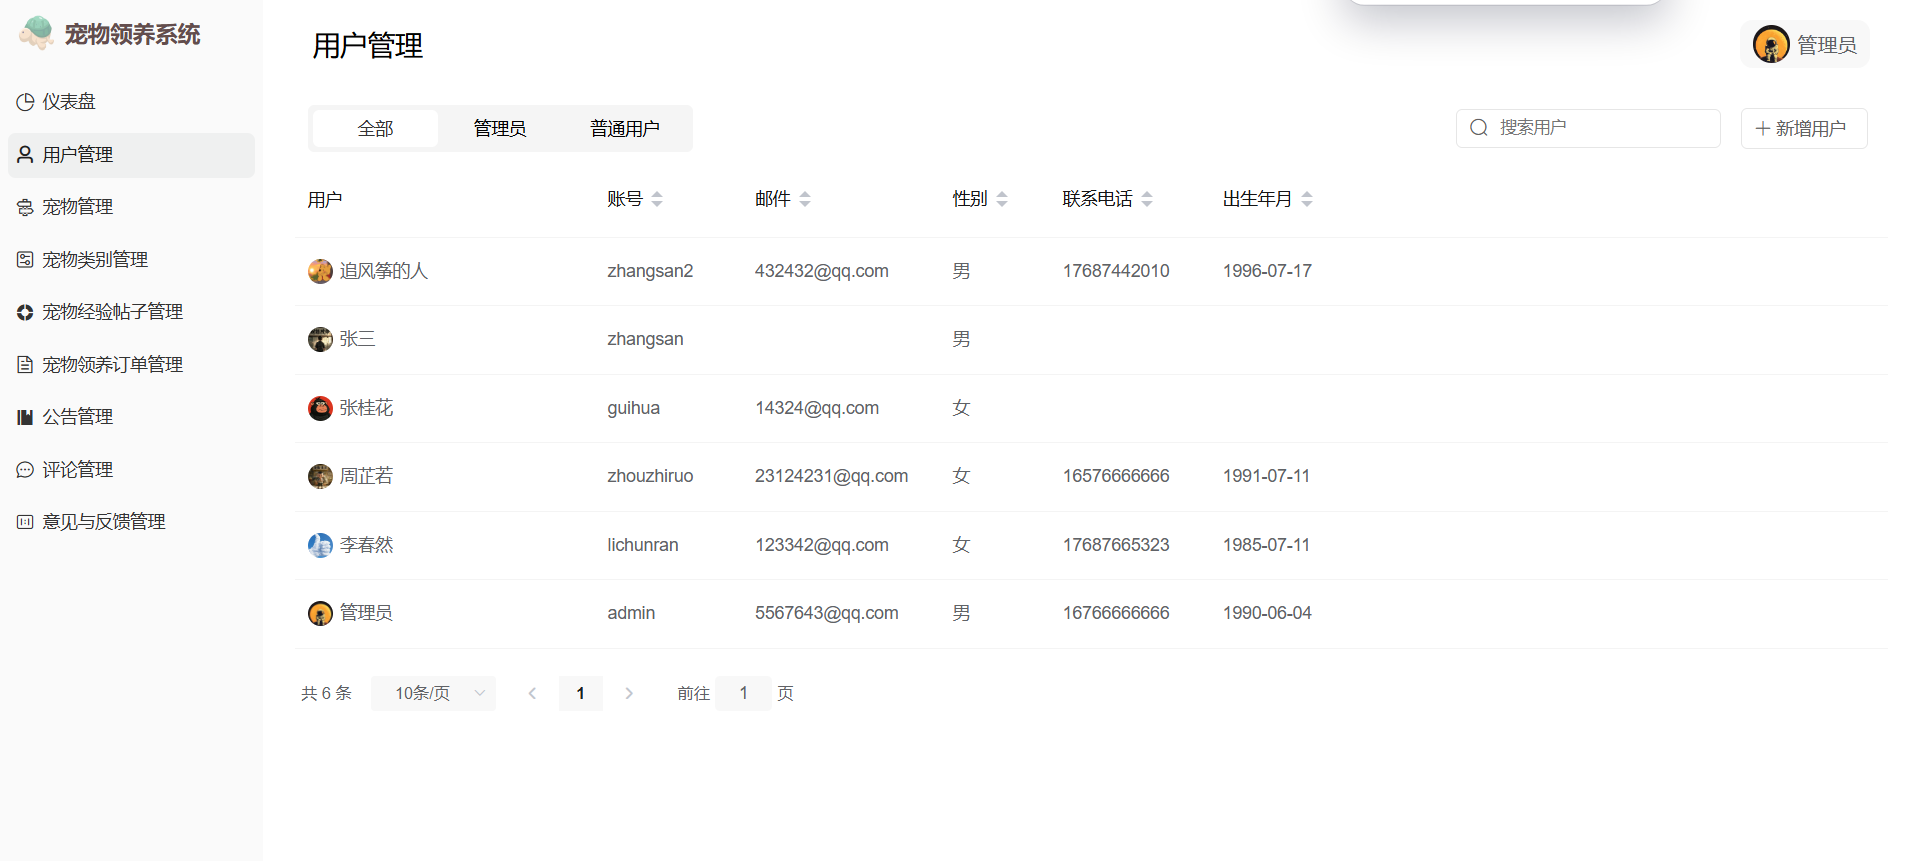 宠物领养系统
用户管理
管理员
仪表盘
用户管理
宠物管理
宠物类别管理
宠物经验帖子管理
宠物领养订单管理
公告管理
评论管理
意见与反馈管理
全部 管理员 普通用户
搜索用户
新增用户
用户 账号 邮件 性别 联系电话 出生年月
追风筝的人 zhangsan2 432432@qq.com 男 17687442010 1996-07-17
张三 zhangsan 男
张桂花 guihua 14324@qq.com 女
周芷若 zhouzhiruo 23124231@qq.com 女 16576666666 1991-07-11
李春然 lichunran 123342@qq.com 女 17687665323 1985-07-11
管理员 admin 5567643@qq.com 男 16766666666 1990-06-04
共 6 条 10条/页 1 前往 1 页